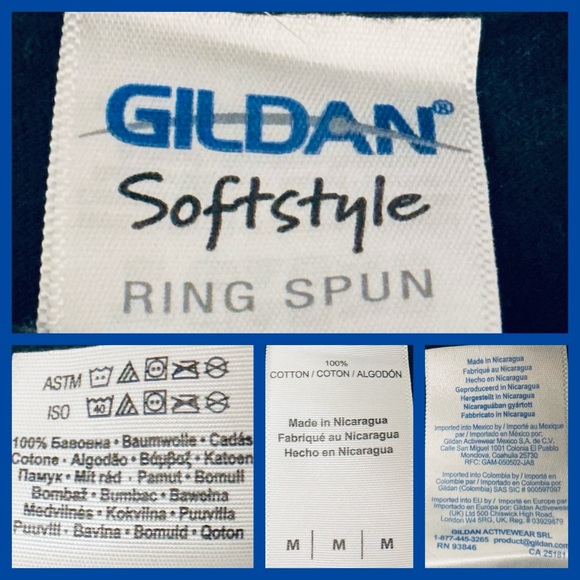 GILDAN®
Softstyle
RING SPUN
ASTM
ISO 40
100% Бавовна • Baumwolle • Cadás
Cotone • Algodão • Βάμβαξ • Katoen
Памук • Mit rád • Pamut • Bomull
Bombaž • Bumbac • Bawełna
Medvilnės • Kokvilna • Puuvilla
Puuvill • Bavlna • Bomuld • Qoton
100%
COTTON / COTON / ALGODÓN
Made in Nicaragua
Fabriqué au Nicaragua
Hecho en Nicaragua
M | M | M
Made in Nicaragua
Fabriqué au Nicaragua
Hecho en Nicaragua
Geproduceerd in Nicaragua
Hergestellt in Nicaragua
Nicaraguában gyártott
Fabbricato in Nicaragua
Imported into Mexico by / Importé au Mexique
par / Importado en México por:
Gildan Activewear Mexico S.A. de C.V.
Calle San Miguel 1001 Colonia El Pueblo
Monclova, Coahuila 25730
RFC: GAM-050502-JA8
Imported into Colombia by / Importé en
Colombie par / Importado en Colombia por:
Gildan (Colombia) SAS SIC # 900597097
Imported into EU by / Importé en Europe par
Importado en Europa por: Gildan Activewear
(UK) Ltd 500 Chiswick High Road,
London W4 5RG, UK, Reg. # 03929879
GILDAN ACTIVEWEAR SRL
1-877-445-3265 product@gildan.com
RN 93846 CA 25181